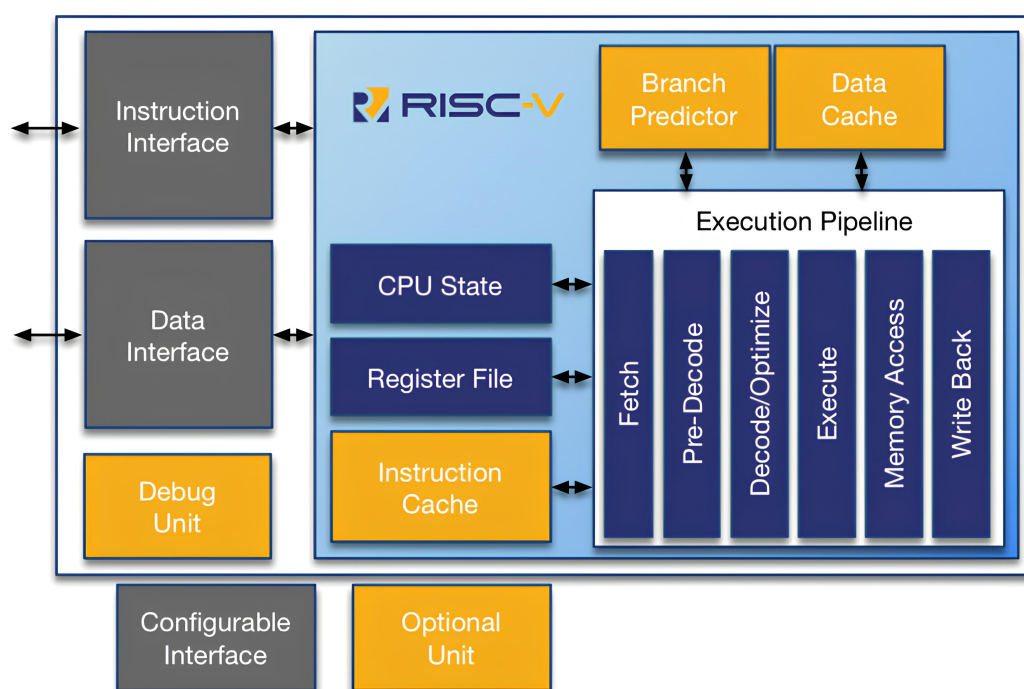 Instruction
Interface
RISC-V
Branch
Predictor
Data
Cache
Execution Pipeline
Data
Interface
CPU State
Register File
Instruction
Cache
Fetch
Pre-Decode
Decode/Optimize
Execute
Memory Access
Write Back
Debug
Unit
Configurable
Interface
Optional
Unit